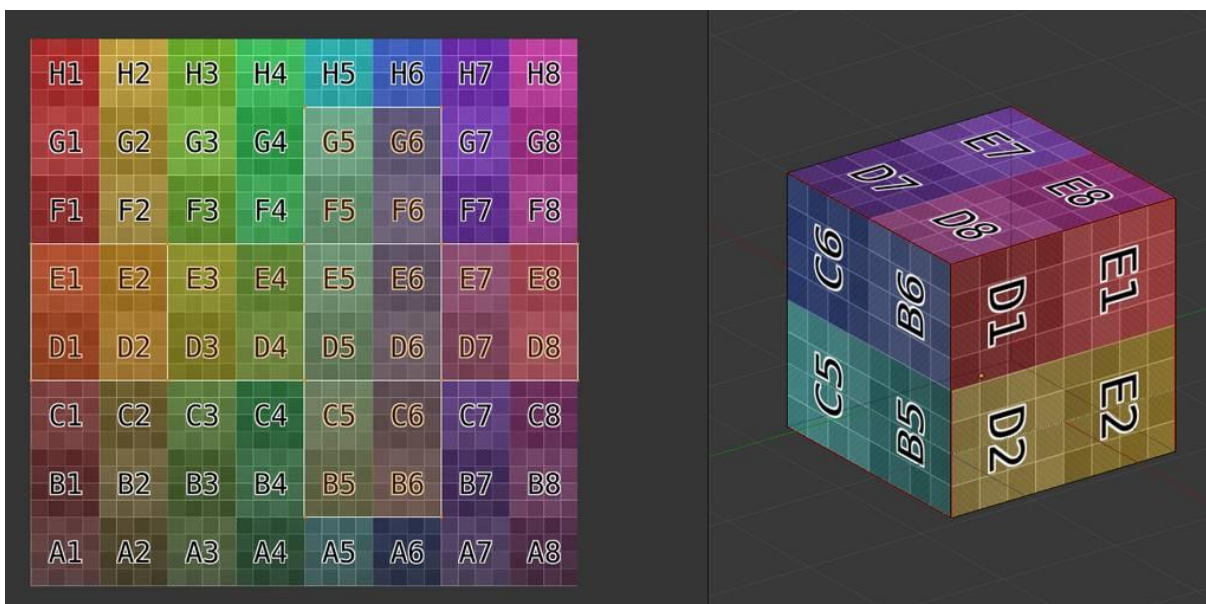 H1 H2 H3 H4 H5 H6 H7 H8
G1 G2 G3 G4 G5 G6 G7 G8
F1 F2 F3 F4 F5 F6 F7 F8
E1 E2 E3 E4 E5 E6 E7 E8
D1 D2 D3 D4 D5 D6 D7 D8
C1 C2 C3 C4 C5 C6 C7 C8
B1 B2 B3 B4 B5 B6 B7 B8
A1 A2 A3 A4 A5 A6 A7 A8
E7
D7 E8
D8
C6 B6
C5 B5
D1 E1
D2 E2